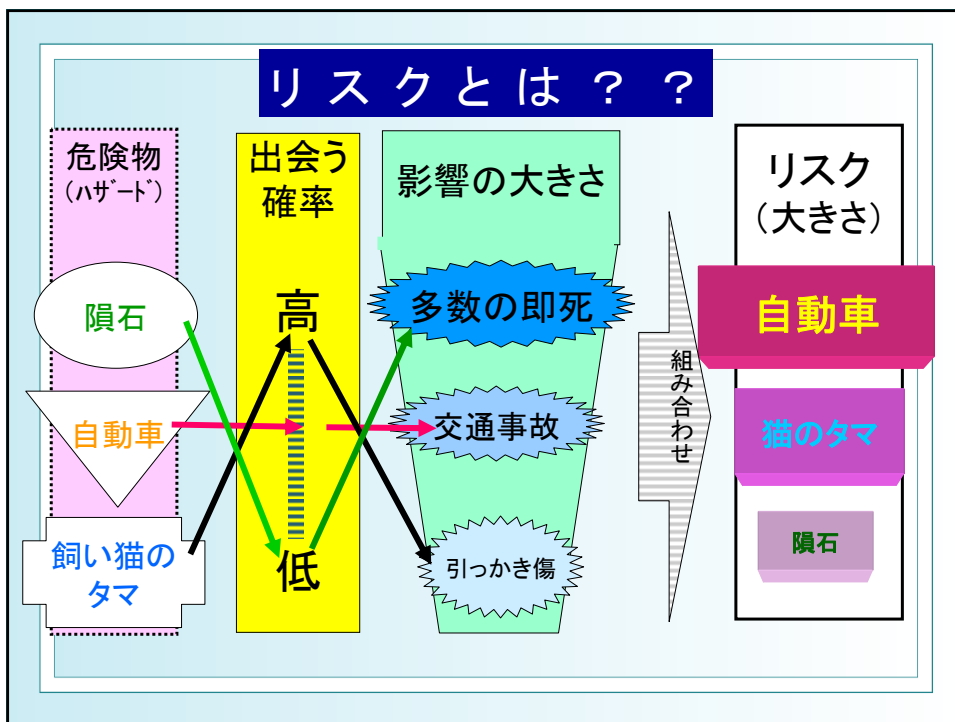 リスクとは？？
危険物
（ﾊｻﾞｰﾄﾞ）
隕石
自動車
飼い猫の
タマ
出会う
確率
高
低
影響の大きさ
多数の即死
交通事故
引っかき傷
組み合わせ
リスク
（大きさ）
自動車
猫のタマ
隕石